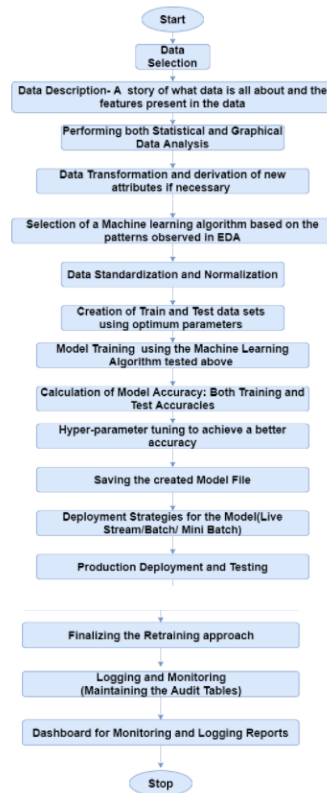 Start
Data
Selection
Data Description- A story of what data is all about and the
features present in the data
Performing both Statistical and Graphical
Data Analysis
Data Transformation and derivation of new
attributes if necessary
Selection of a Machine learning algorithm based on the
patterns observed in EDA
Data Standardization and Normalization
Creation of Train and Test data sets
using optimum parameters
Model Training using the Machine Learning
Algorithm tested above
Calculation of Model Accuracy: Both Training and
Test Accuracies
Hyper-parameter tuning to achieve a better
accuracy
Saving the created Model File
Deployment Strategies for the Model(Live
Stream/Batch/ Mini Batch)
Production Deployment and Testing
Finalizing the Retraining approach
Logging and Monitoring
(Maintaining the Audit Tables)
Dashboard for Monitoring and Logging Reports
Stop